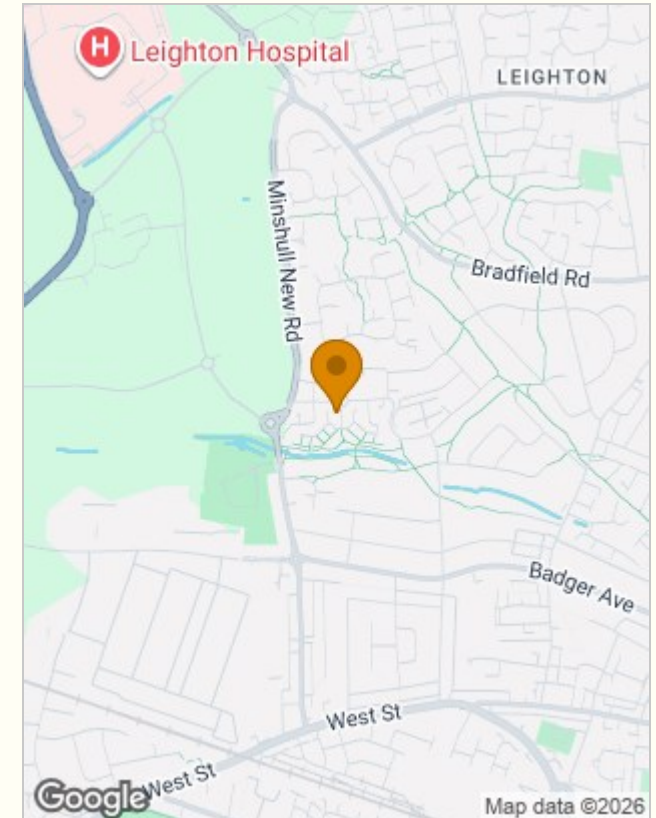 H Leighton Hospital
LEIGHTON
Minshull New Rd
Bradfield Rd
Badger Ave
West St
West St
Google
Map data ©2026